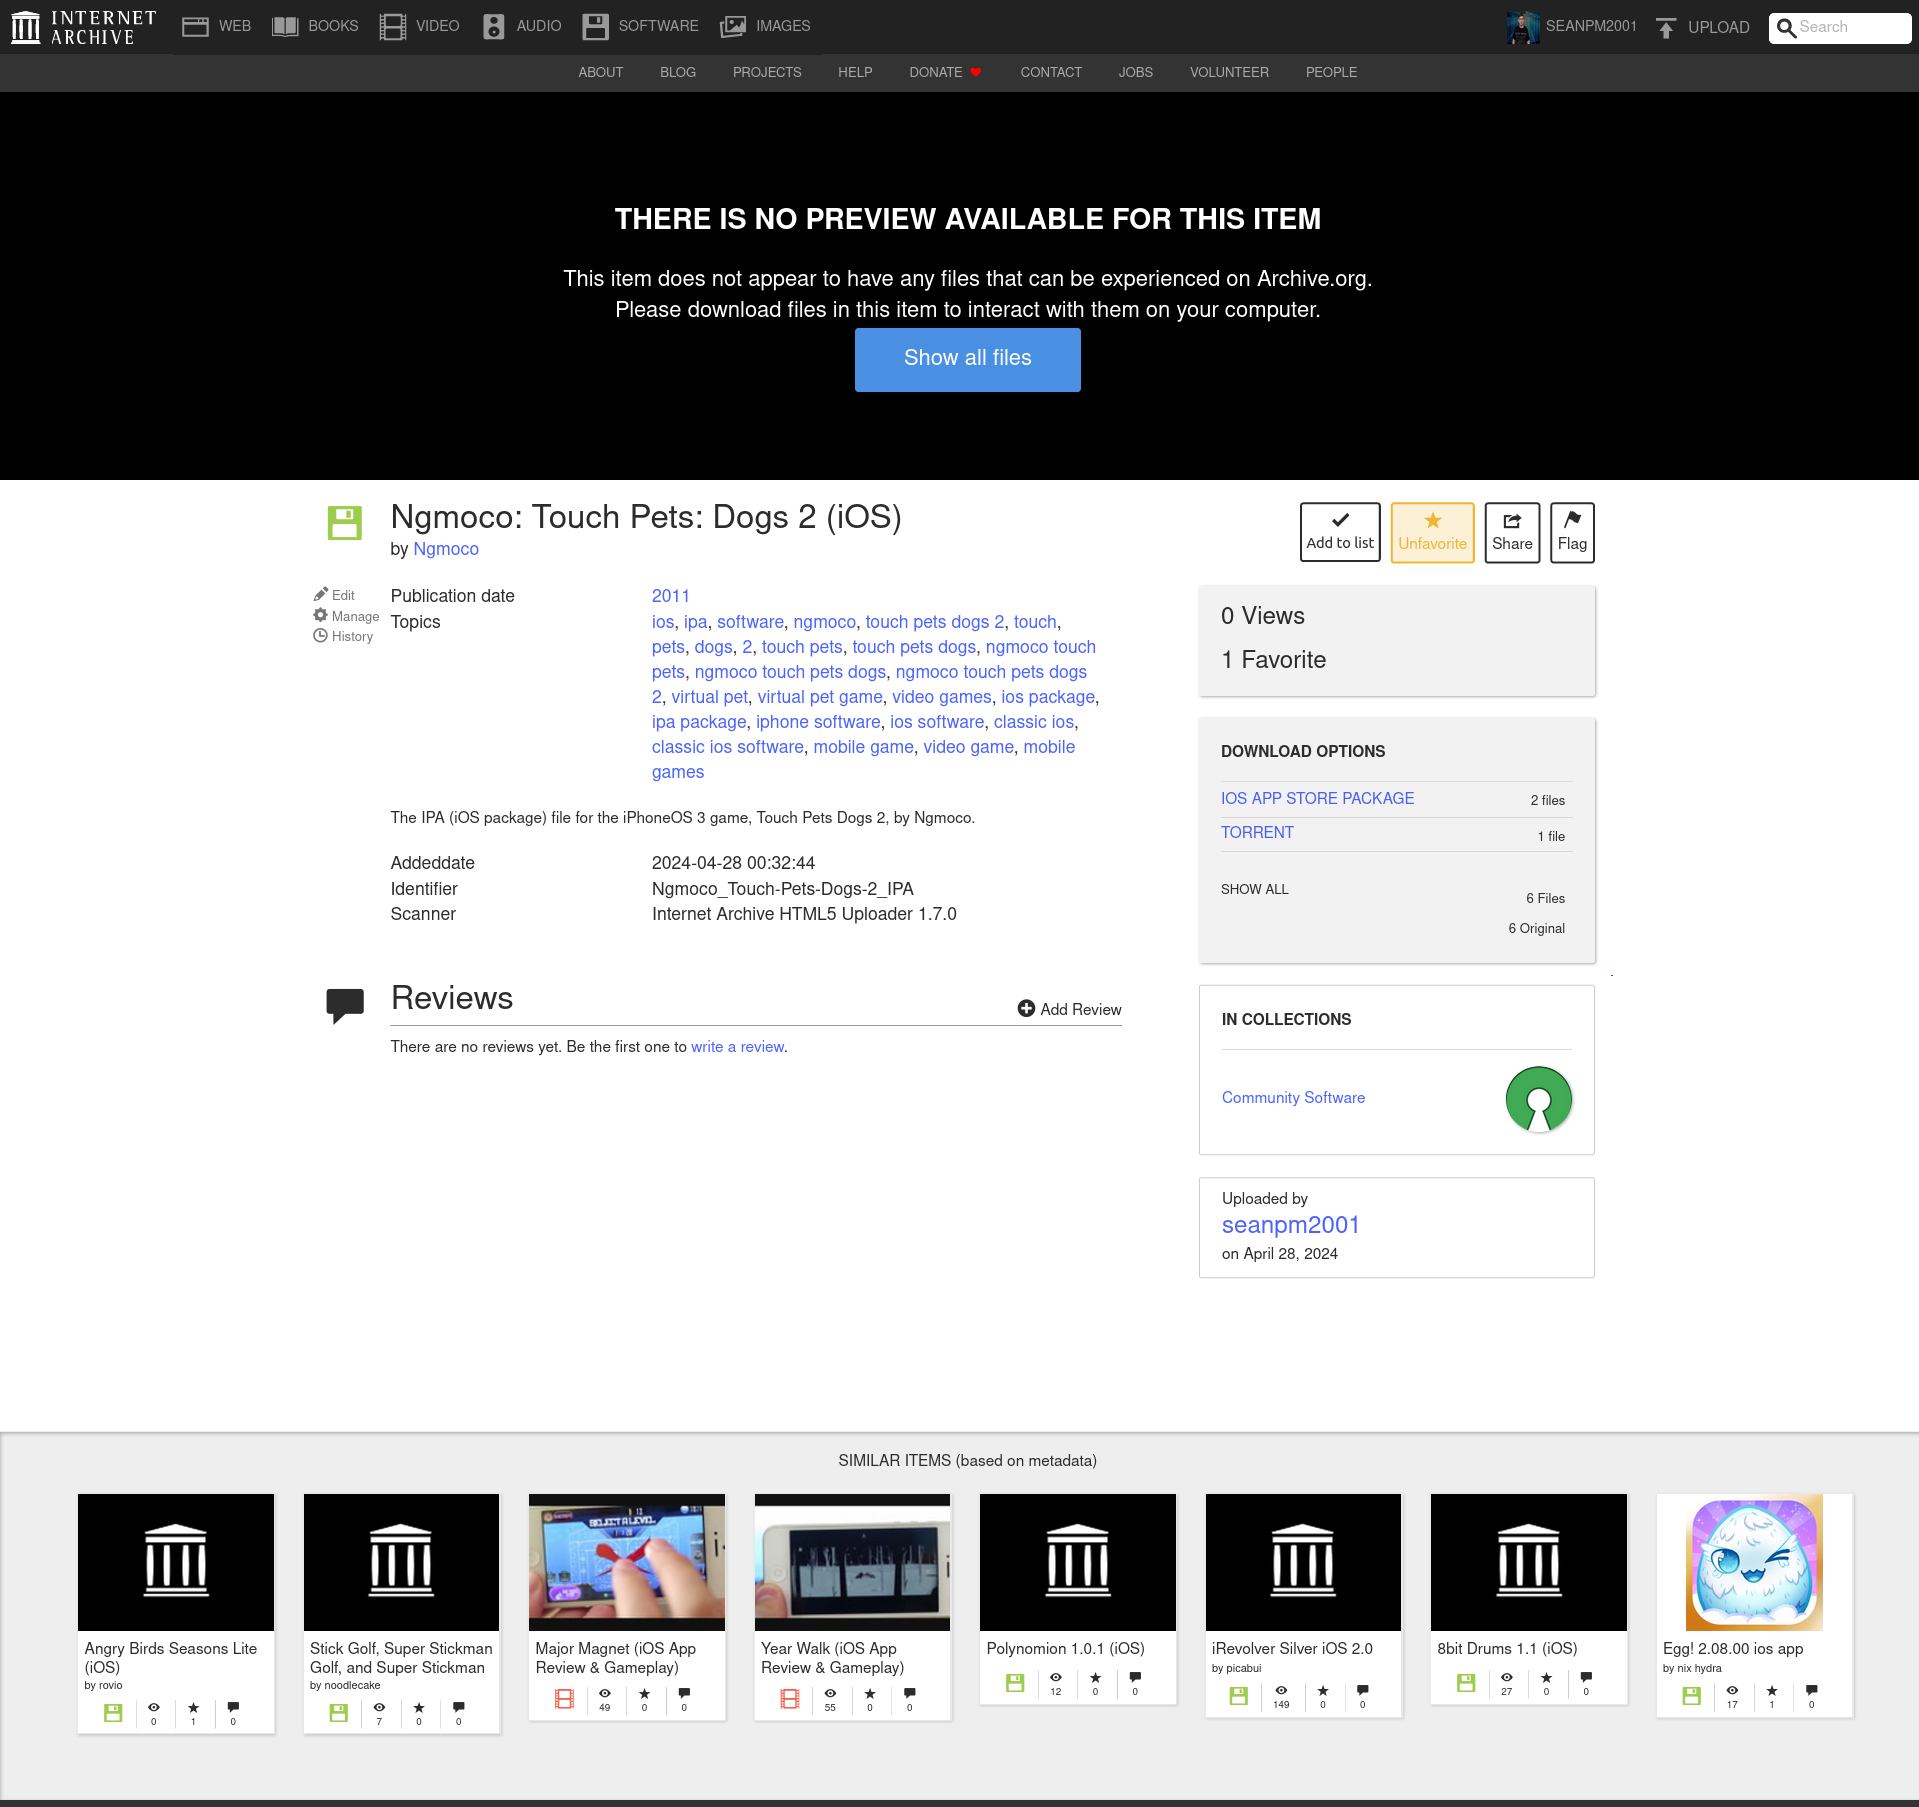 INTERNET
ARCHIVE
WEB
BOOKS
VIDEO
AUDIO
SOFTWARE
IMAGES
SEANPM2001
UPLOAD
Search
ABOUT
BLOG
PROJECTS
HELP
DONATE
CONTACT
JOBS
VOLUNTEER
PEOPLE
THERE IS NO PREVIEW AVAILABLE FOR THIS ITEM
This item does not appear to have any files that can be experienced on Archive.org.
Please download files in this item to interact with them on your computer.
Show all files
Ngmoco: Touch Pets: Dogs 2 (iOS)
by Ngmoco
Add to list
Unfavorite
Share
Flag
Edit
Manage
History
Publication date 2011
Topics ios, ipa, software, ngmoco, touch pets dogs 2, touch,
pets, dogs, 2, touch pets, touch pets dogs, ngmoco touch
pets, ngmoco touch pets dogs, ngmoco touch pets dogs
2, virtual pet, virtual pet game, video games, ios package,
ipa package, iphone software, ios software, classic ios,
classic ios software, mobile game, video game, mobile
games
The IPA (iOS package) file for the iPhoneOS 3 game, Touch Pets Dogs 2, by Ngmoco.
Addeddate 2024-04-28 00:32:44
Identifier Ngmoco_Touch-Pets-Dogs-2_IPA
Scanner Internet Archive HTML5 Uploader 1.7.0
Reviews
Add Review
There are no reviews yet. Be the first one to write a review.
0 Views
1 Favorite
DOWNLOAD OPTIONS
IOS APP STORE PACKAGE 2 files
TORRENT 1 file
SHOW ALL
6 Files
6 Original
IN COLLECTIONS
Community Software
Uploaded by
seanpm2001
on April 28, 2024
SIMILAR ITEMS (based on metadata)
Angry Birds Seasons Lite
(iOS)
by rovio
0 1 0
Stick Golf, Super Stickman
Golf, and Super Stickman
by noodlecake
7 0 0
SELECT A LEVEL
Major Magnet (iOS App
Review & Gameplay)
49 0 0
Year Walk (iOS App
Review & Gameplay)
55 0 0
Polynomion 1.0.1 (iOS)
12 0 0
iRevolver Silver iOS 2.0
by picabui
149 0 0
8bit Drums 1.1 (iOS)
27 0 0
Egg! 2.08.00 ios app
by nix hydra
17 1 0